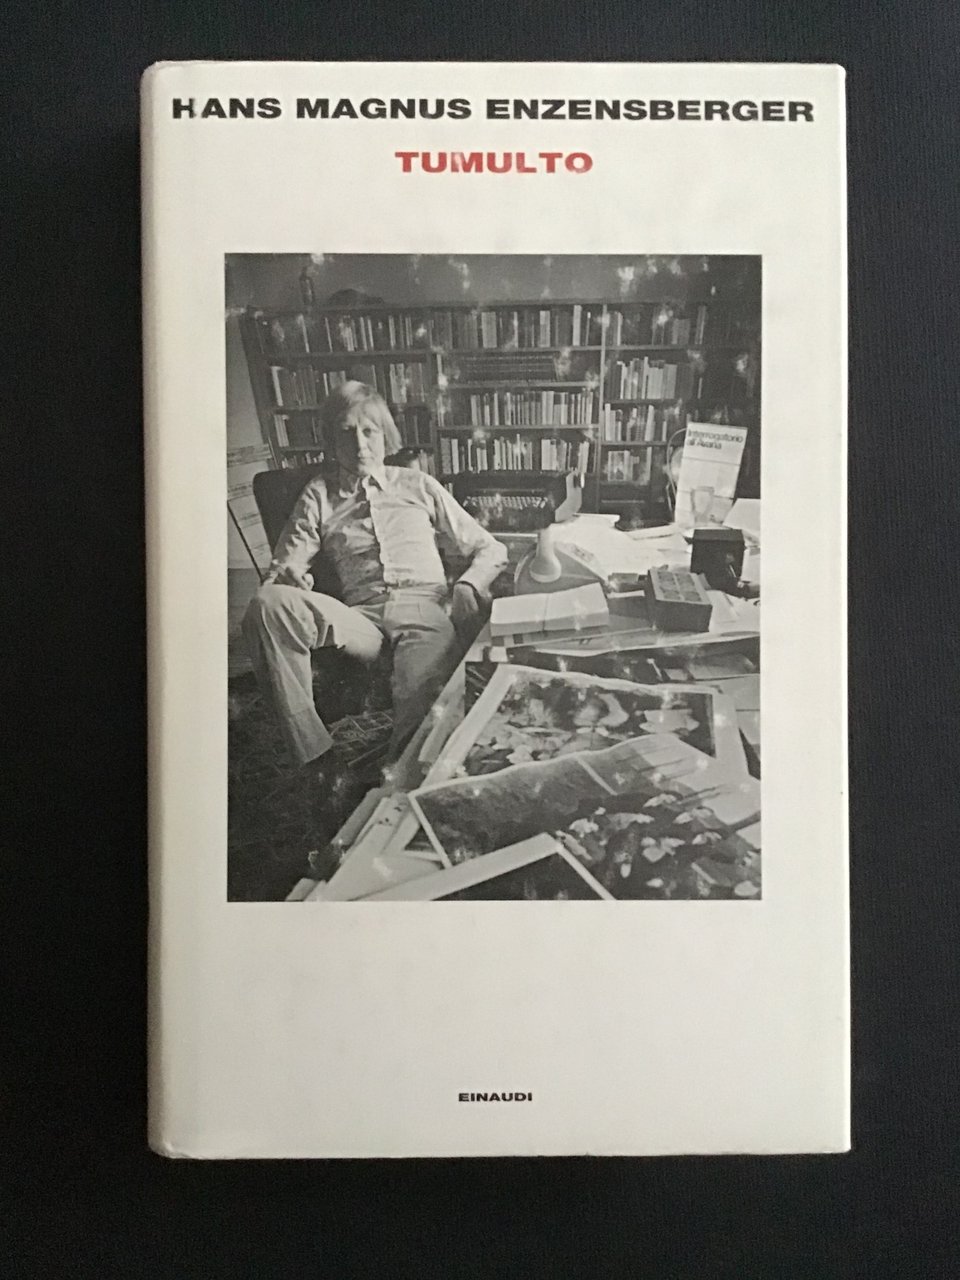 HANS MAGNUS ENZENSBERGER
TUMULTO
Interrogatorio
all'Avana
EINAUDI